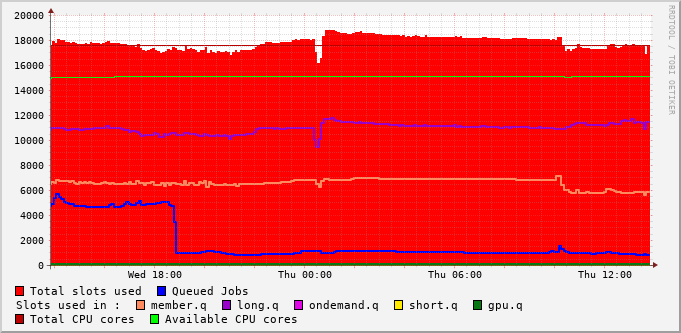 20000
18000
16000
14000
12000
10000
8000
6000
4000
2000
0
Wed 18:00 Thu 00:00 Thu 06:00 Thu 12:00
RRDTOOL / TOBI OETIKER
Total slots used Queued Jobs
Slots used in : member.q long.q ondemand.q short.q gpu.q
Total CPU cores Available CPU cores